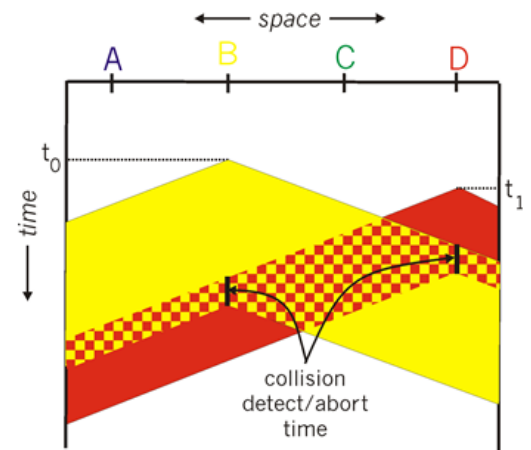 space
A B C D
t0
t1
time
collision
detect/abort
time